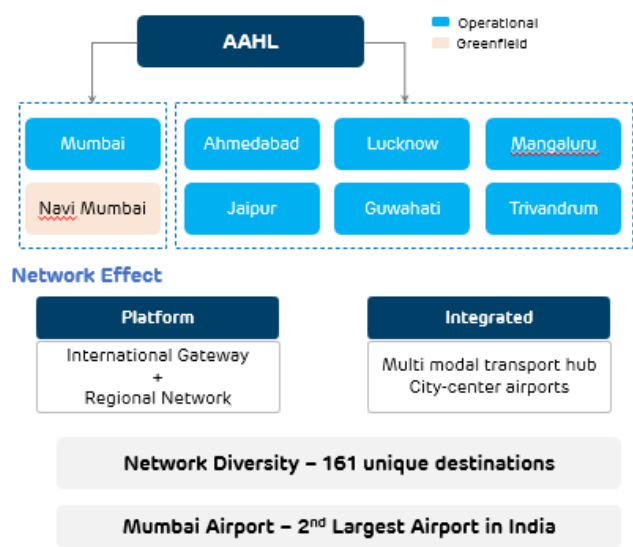 AAHL
Operational
Greenfield
Mumbai
Navi Mumbai
Ahmedabad
Lucknow
Mangaluru
Jaipur
Guwahati
Trivandrum
Network Effect
Platform
International Gateway
+
Regional Network
Integrated
Multi modal transport hub
City-center airports
Network Diversity – 161 unique destinations
Mumbai Airport – 2nd Largest Airport in India